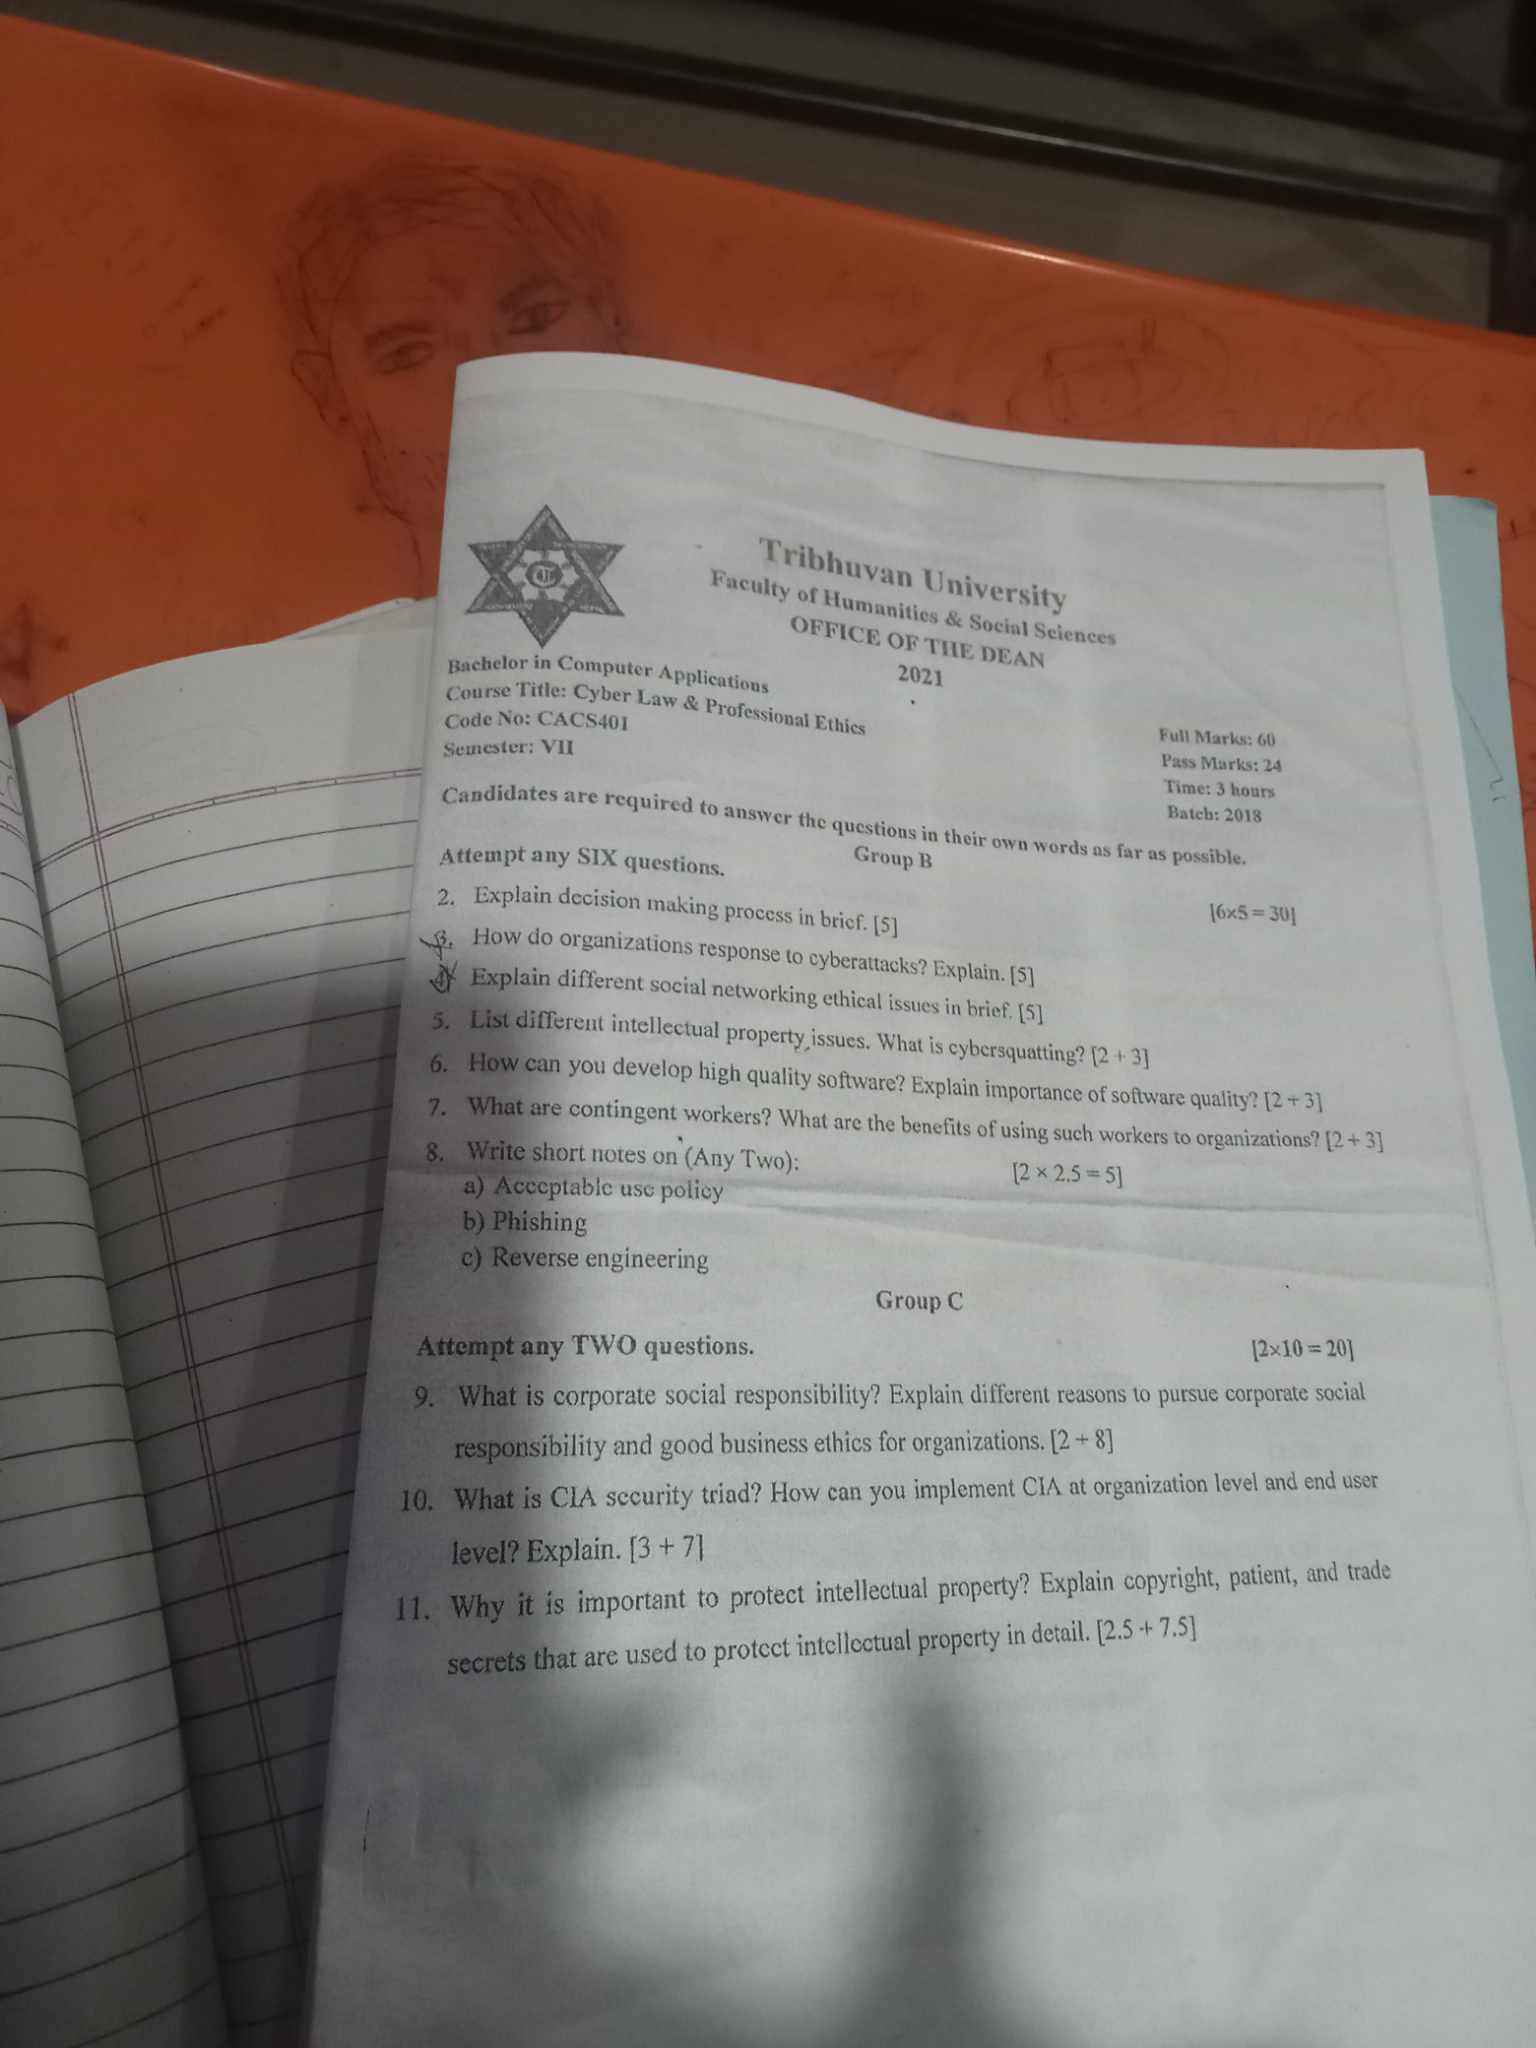 Tribhuvan University
Faculty of Humanities & Social Sciences
OFFICE OF THE DEAN
2021
Bachelor in Computer Applications
Course Title: Cyber Law & Professional Ethics
Code No: CACS401
Semester: VII
Full Marks: 60
Pass Marks: 24
Time: 3 hours
Batch: 2018
Candidates are required to answer the questions in their own words as far as possible.
Group B
Attempt any SIX questions. [6×5 = 30]
2. Explain decision making process in brief. [5]
3. How do organizations response to cyberattacks? Explain. [5]
4. Explain different social networking ethical issues in brief. [5]
5. List different intellectual property issues. What is cybersquatting? [2 + 3]
6. How can you develop high quality software? Explain importance of software quality? [2 + 3]
7. What are contingent workers? What are the benefits of using such workers to organizations? [2 + 3]
8. Write short notes on (Any Two): [2 × 2.5 = 5]
a) Acceptable use policy
b) Phishing
c) Reverse engineering
Group C
Attempt any TWO questions. [2×10 = 20]
9. What is corporate social responsibility? Explain different reasons to pursue corporate social
responsibility and good business ethics for organizations. [2 + 8]
10. What is CIA security triad? How can you implement CIA at organization level and end user
level? Explain. [3 + 7]
11. Why it is important to protect intellectual property? Explain copyright, patient, and trade
secrets that are used to protect intellectual property in detail. [2.5 + 7.5]